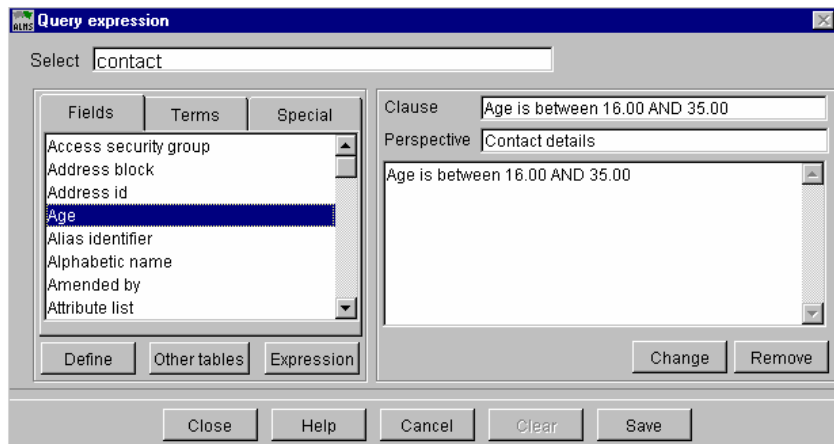 ALMS Query expression
Select contact
Fields Terms Special
Access security group
Address block
Address id
Age
Alias identifier
Alphabetic name
Amended by
Attribute list
Define Other tables Expression
Clause Age is between 16.00 AND 35.00
Perspective Contact details
Age is between 16.00 AND 35.00
Change Remove
Close Help Cancel Clear Save